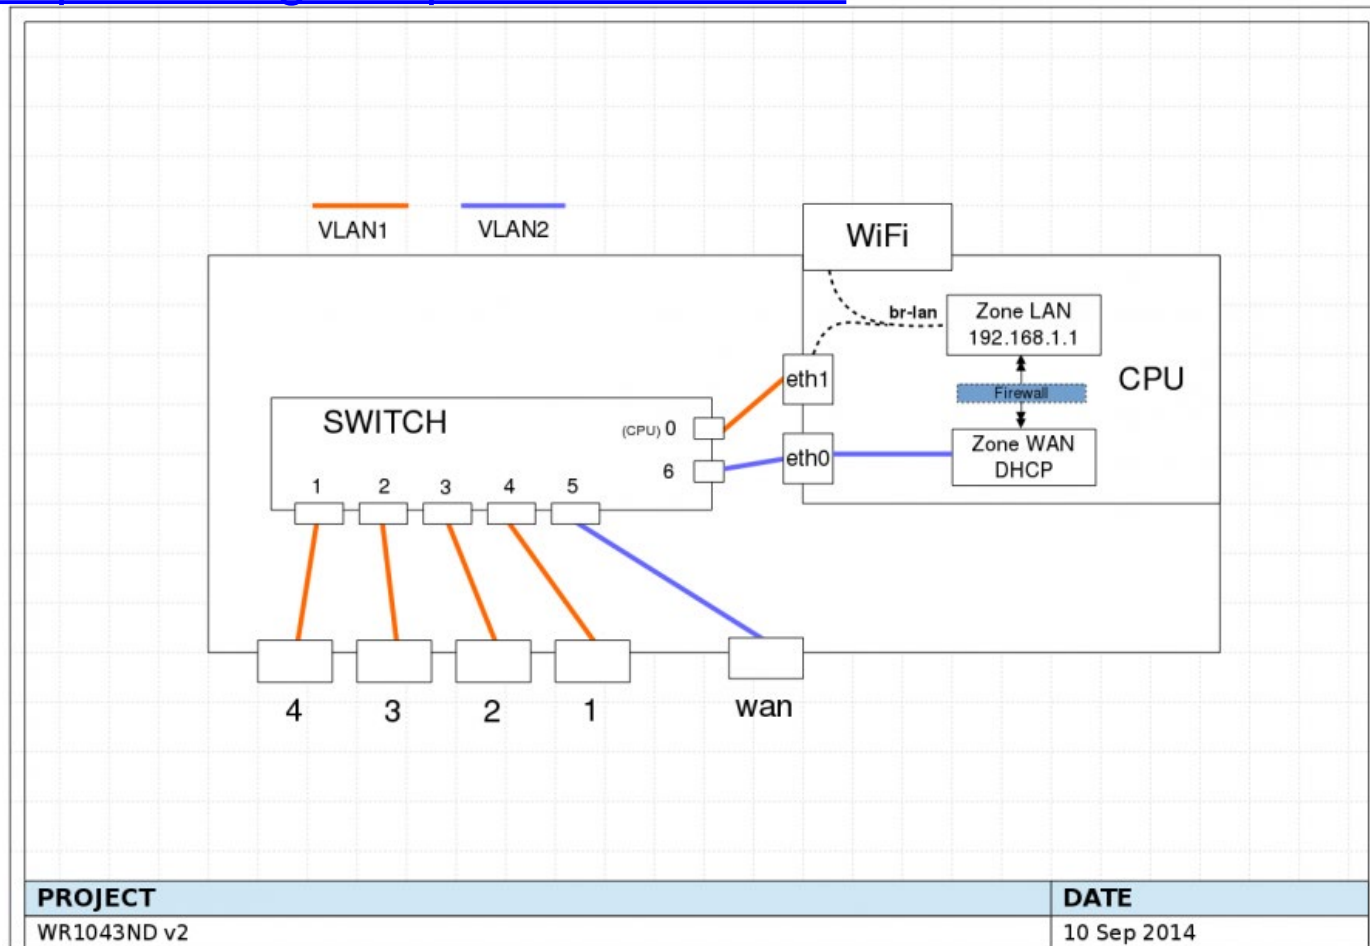 VLAN1
VLAN2
WiFi
br-lan
Zone LAN
192.168.1.1
eth1
CPU
Firewall
SWITCH
(CPU) 0
6
eth0
Zone WAN
DHCP
1 2 3 4 5
4 3 2 1 wan
PROJECT
DATE
WR1043ND v2
10 Sep 2014